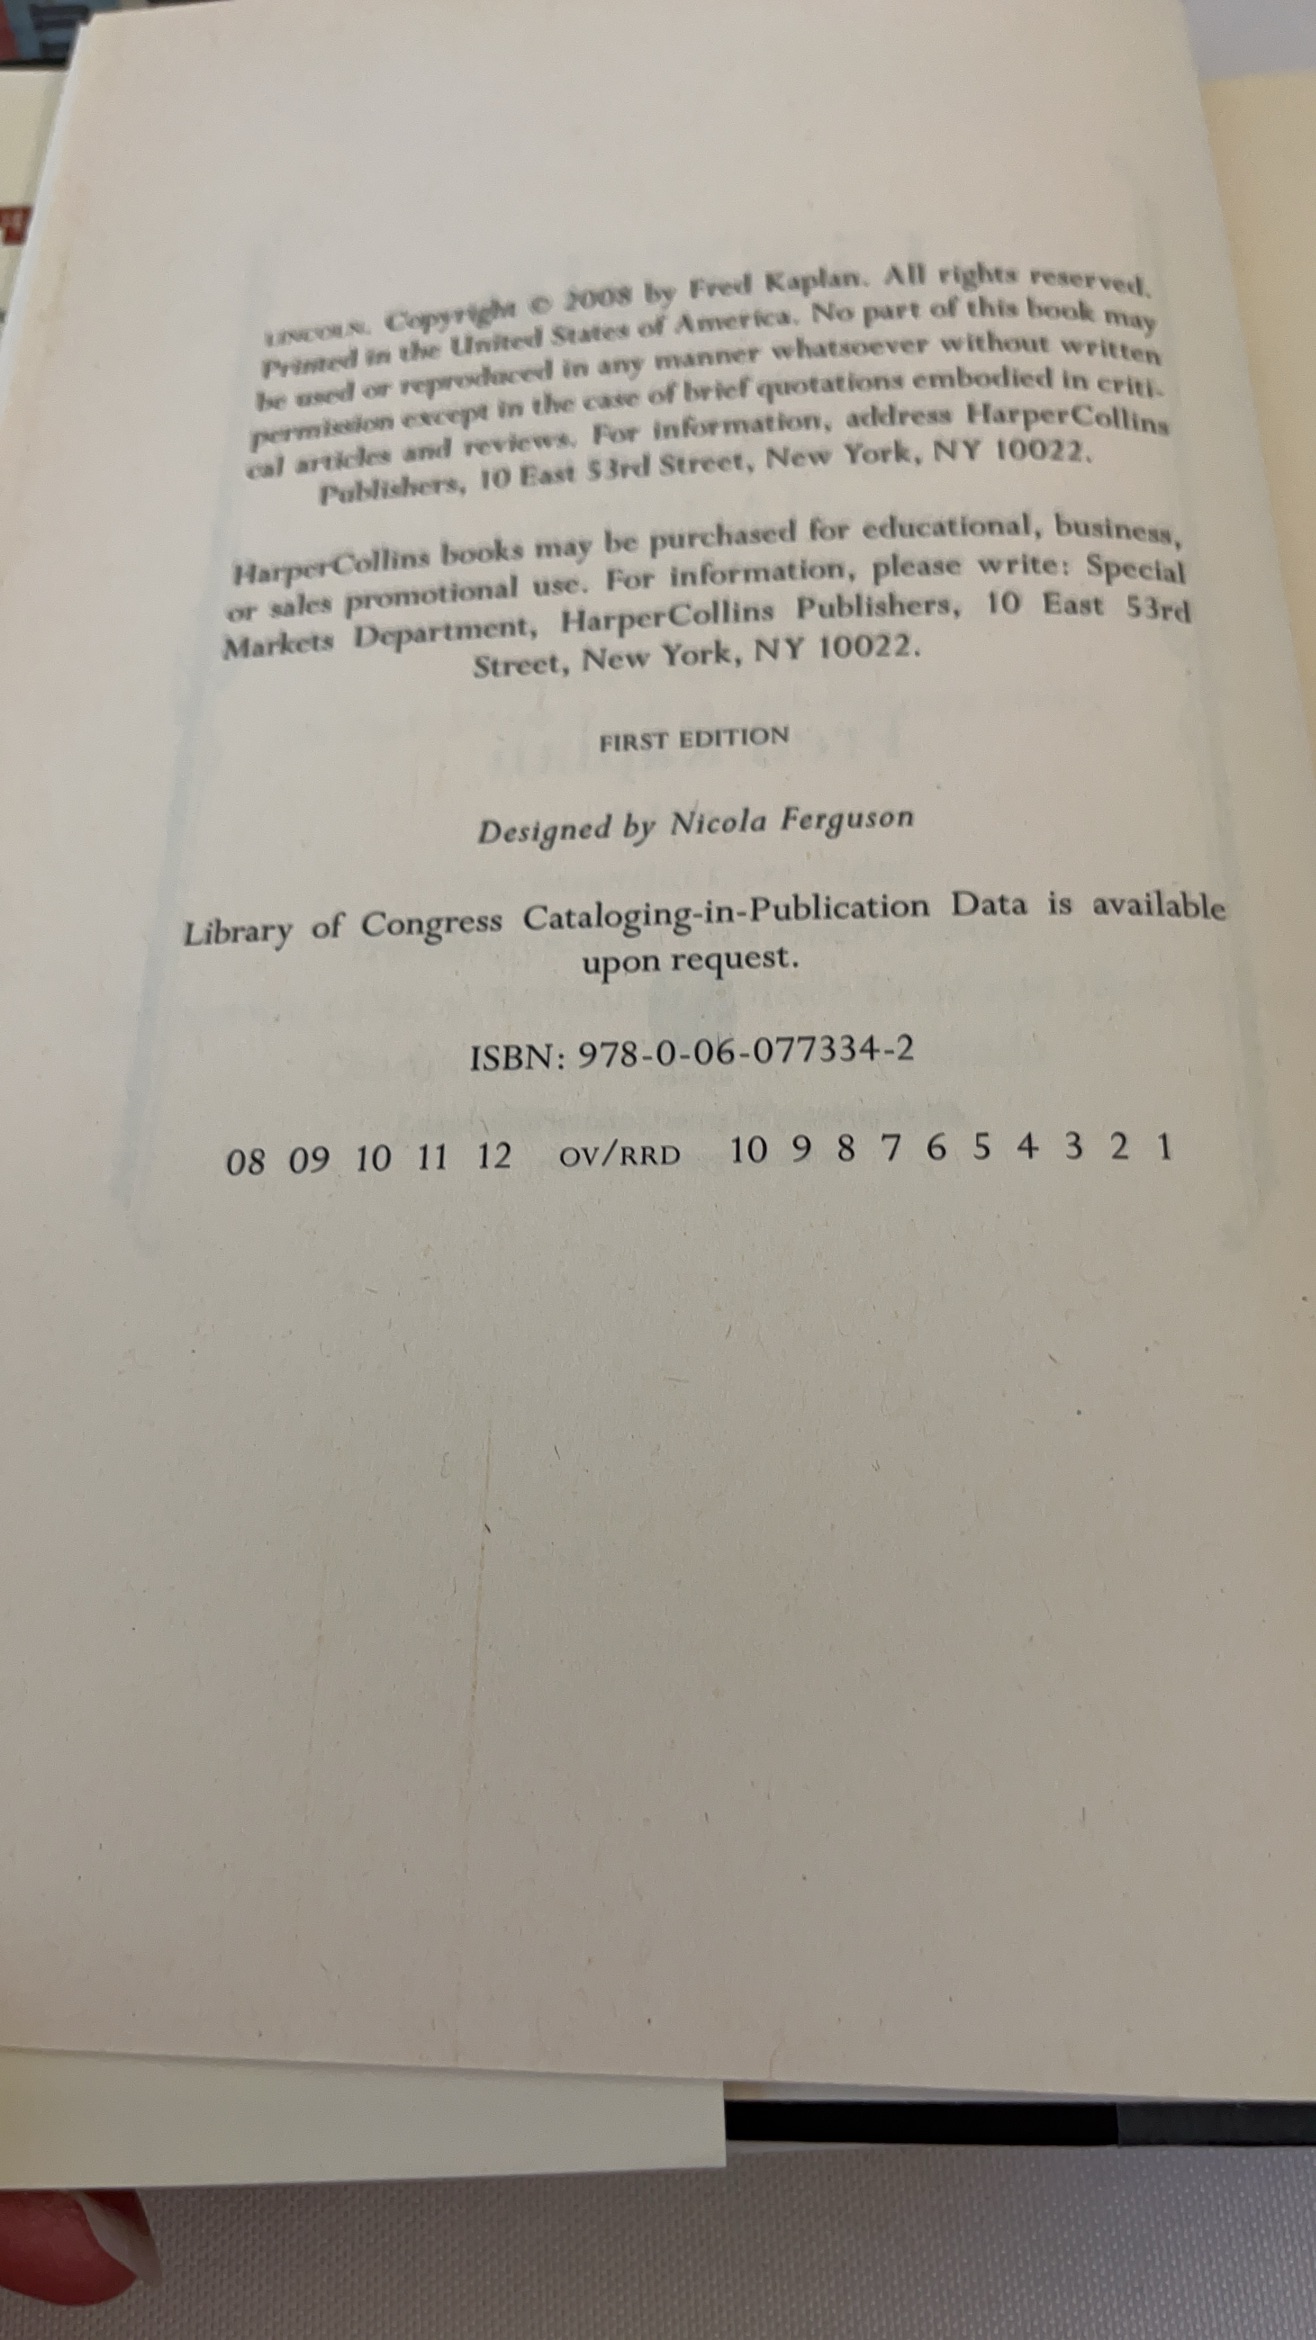 LINCOLN. Copyright © 2008 by Fred Kaplan. All rights reserved.
Printed in the United States of America. No part of this book may
be used or reproduced in any manner whatsoever without written
permission except in the case of brief quotations embodied in criti-
cal articles and reviews. For information, address HarperCollins
Publishers, 10 East 53rd Street, New York, NY 10022.
HarperCollins books may be purchased for educational, business,
or sales promotional use. For information, please write: Special
Markets Department, HarperCollins Publishers, 10 East 53rd
Street, New York, NY 10022.
FIRST EDITION
Designed by Nicola Ferguson
Library of Congress Cataloging-in-Publication Data is available
upon request.
ISBN: 978-0-06-077334-2
08 09 10 11 12 OV/RRD 10 9 8 7 6 5 4 3 2 1